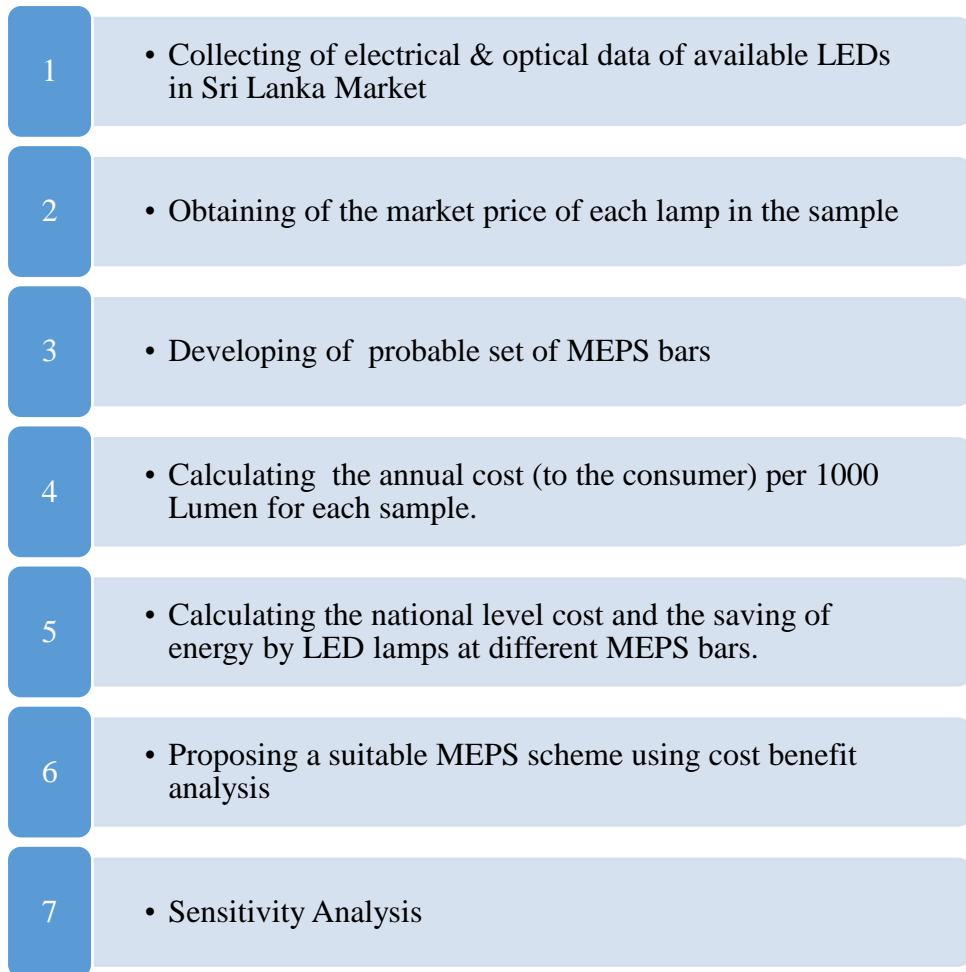 1
• Collecting of electrical & optical data of available LEDs
in Sri Lanka Market
2
• Obtaining of the market price of each lamp in the sample
3
• Developing of probable set of MEPS bars
4
• Calculating the annual cost (to the consumer) per 1000
Lumen for each sample.
5
• Calculating the national level cost and the saving of
energy by LED lamps at different MEPS bars.
6
• Proposing a suitable MEPS scheme using cost benefit
analysis
7
• Sensitivity Analysis